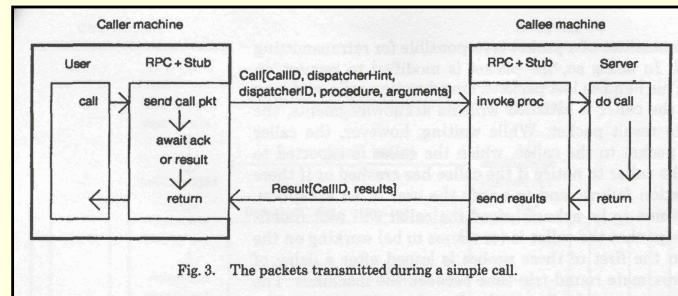 Caller machine
Callee machine
User
RPC + Stub
RPC + Stub
Server
Call[CallID, dispatcherHint,
dispatcherID, procedure, arguments]
call
send call pkt
invoke proc
do call
await ack
or result
Result[CallID, results]
return
send results
return
Fig. 3. The packets transmitted during a simple call.